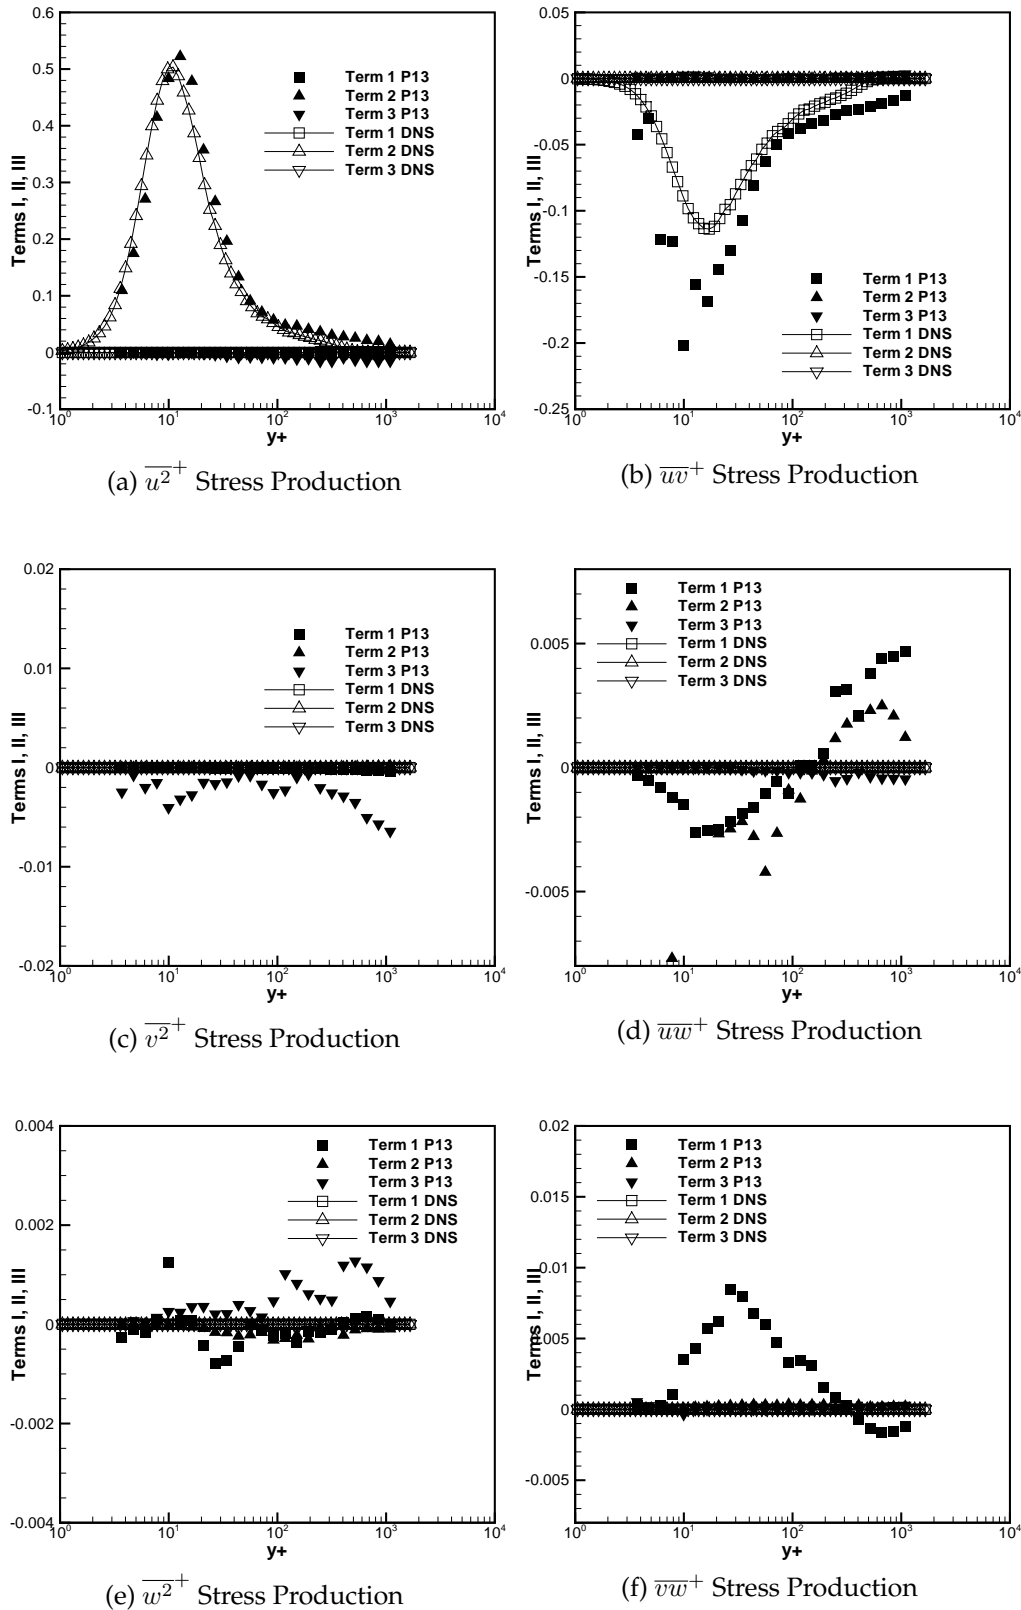 0.6
0.5
0.4
0.3
0.2
0.1
0
-0.1
10^0
10^1
10^2
10^3
10^4
y+
Terms I, II, III
Term 1 P13
Term 2 P13
Term 3 P13
Term 1 DNS
Term 2 DNS
Term 3 DNS
(a) \overline{u^2}^+ Stress Production
0.05
0
-0.05
-0.1
-0.15
-0.2
-0.25
10^0
10^1
10^2
10^3
10^4
y+
Terms I, II, III
Term 1 P13
Term 2 P13
Term 3 P13
Term 1 DNS
Term 2 DNS
Term 3 DNS
(b) \overline{uv}^+ Stress Production
0.02
0.01
0
-0.01
-0.02
10^0
10^1
10^2
10^3
10^4
y+
Terms I, II, III
Term 1 P13
Term 2 P13
Term 3 P13
Term 1 DNS
Term 2 DNS
Term 3 DNS
(c) \overline{v^2}^+ Stress Production
0.005
0
-0.005
10^0
10^1
10^2
10^3
10^4
y+
Terms I, II, III
Term 1 P13
Term 2 P13
Term 3 P13
Term 1 DNS
Term 2 DNS
Term 3 DNS
(d) \overline{uw}^+ Stress Production
0.004
0.002
0
-0.002
-0.004
10^0
10^1
10^2
10^3
10^4
y+
Terms I, II, III
Term 1 P13
Term 2 P13
Term 3 P13
Term 1 DNS
Term 2 DNS
Term 3 DNS
(e) \overline{w^2}^+ Stress Production
0.02
0.015
0.01
0.005
0
-0.005
10^0
10^1
10^2
10^3
10^4
y+
Terms I, II, III
Term 1 P13
Term 2 P13
Term 3 P13
Term 1 DNS
Term 2 DNS
Term 3 DNS
(f) \overline{vw}^+ Stress Production